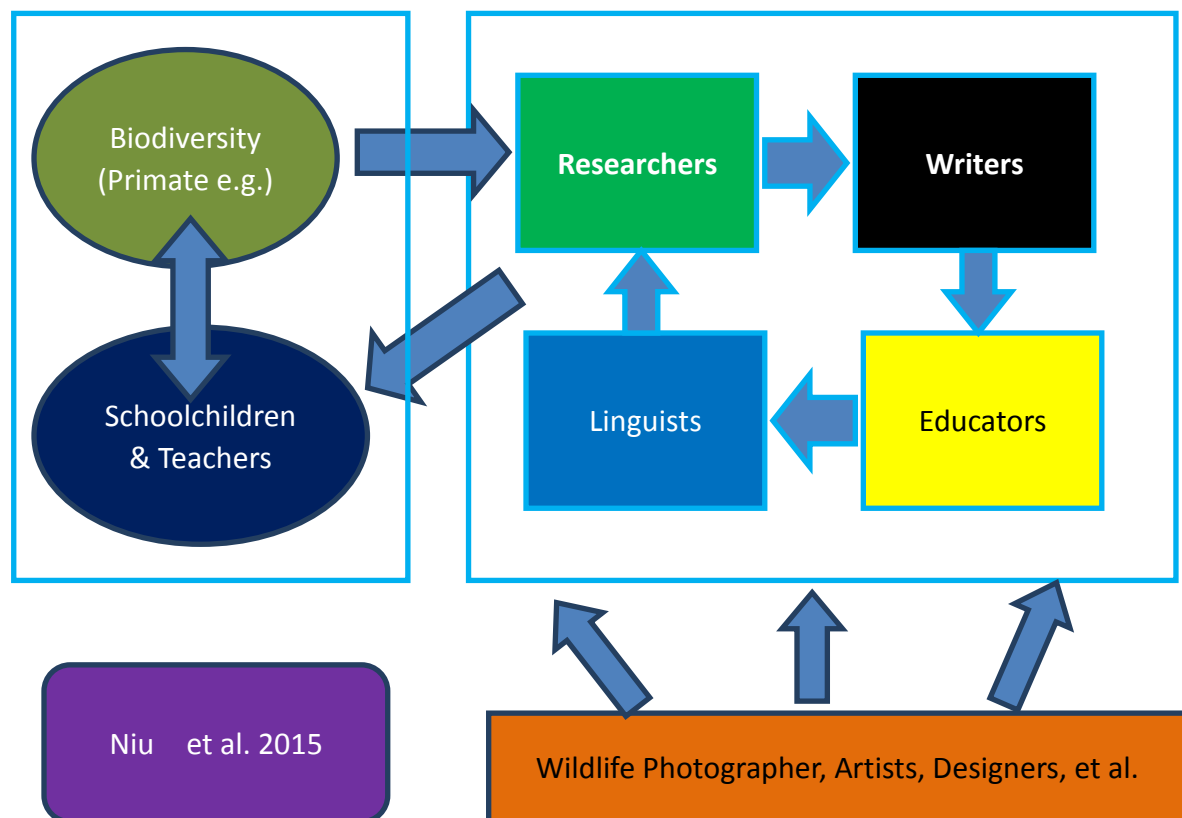 Biodiversity
(Primate e.g.)
Researchers
Writers
Schoolchildren
& Teachers
Linguists
Educators
Niu et al. 2015
Wildlife Photographer, Artists, Designers, et al.